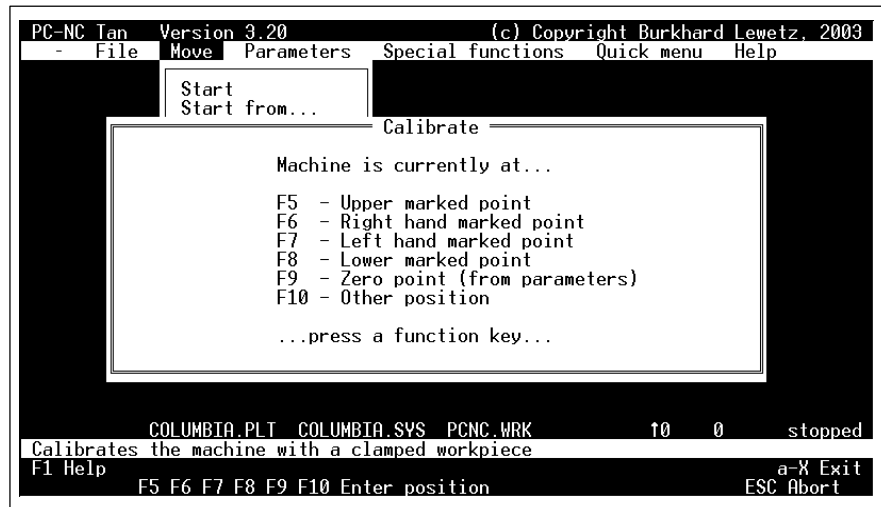 PC-NC Tan Version 3.20 (c) Copyright Burkhard Lewetz, 2003
- File Move Parameters Special functions Quick menu Help
Start
Start from...
Calibrate
Machine is currently at...
F5 - Upper marked point
F6 - Right hand marked point
F7 - Left hand marked point
F8 - Lower marked point
F9 - Zero point (from parameters)
F10 - Other position
...press a function key...
COLUMBIA.PLT COLUMBIA.SYS PCNC.WRK ↑0 0 stopped
Calibrates the machine with a clamped workpiece
F1 Help a-X Exit
F5 F6 F7 F8 F9 F10 Enter position ESC Abort